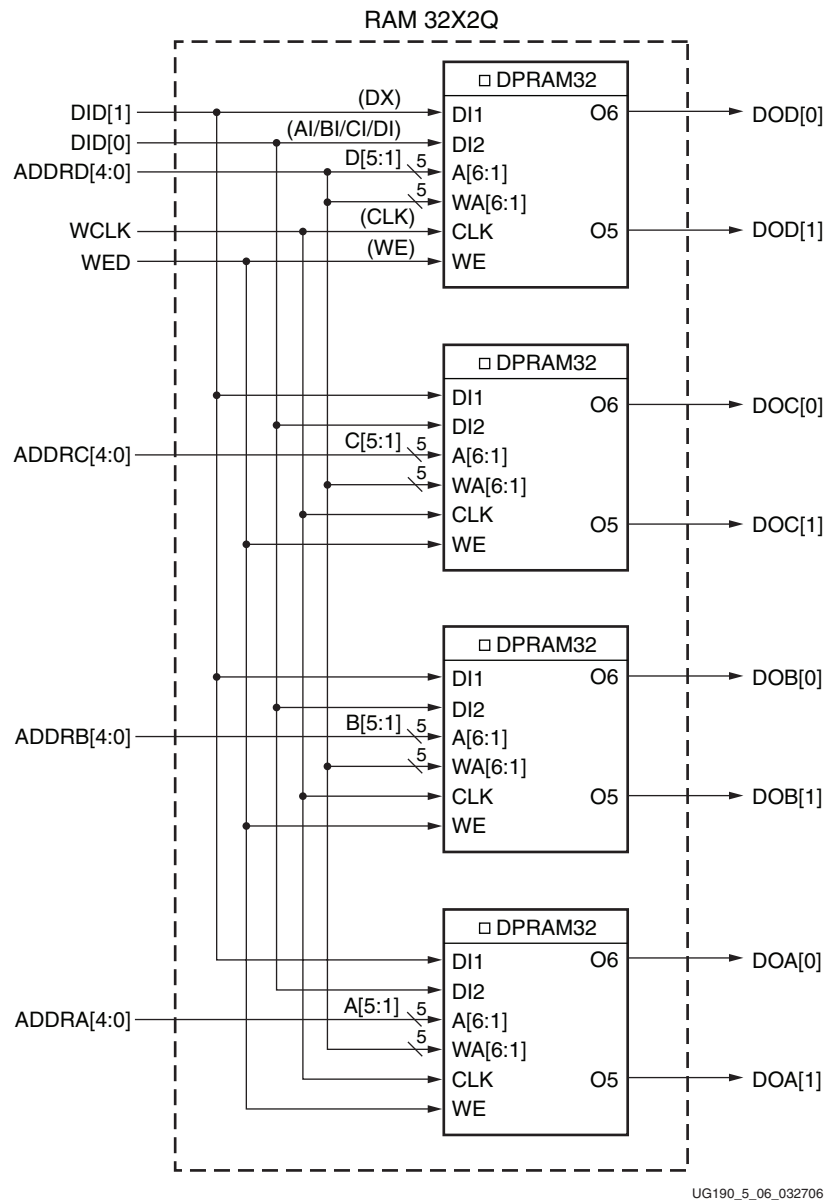 RAM 32X2Q
DPRAM32
DID[1] (DX) DI1 O6 DOD[0]
DID[0] (AI/BI/CI/DI) DI2
ADDRD[4:0] D[5:1] 5 A[6:1]
5 WA[6:1]
WCLK (CLK) CLK O5 DOD[1]
WED (WE) WE
DPRAM32
DI1 O6 DOC[0]
DI2
ADDRC[4:0] C[5:1] 5 A[6:1]
5 WA[6:1]
CLK O5 DOC[1]
WE
DPRAM32
DI1 O6 DOB[0]
DI2
ADDRB[4:0] B[5:1] 5 A[6:1]
5 WA[6:1]
CLK O5 DOB[1]
WE
DPRAM32
DI1 O6 DOA[0]
DI2
ADDRA[4:0] A[5:1] 5 A[6:1]
5 WA[6:1]
CLK O5 DOA[1]
WE
UG190_5_06_032706